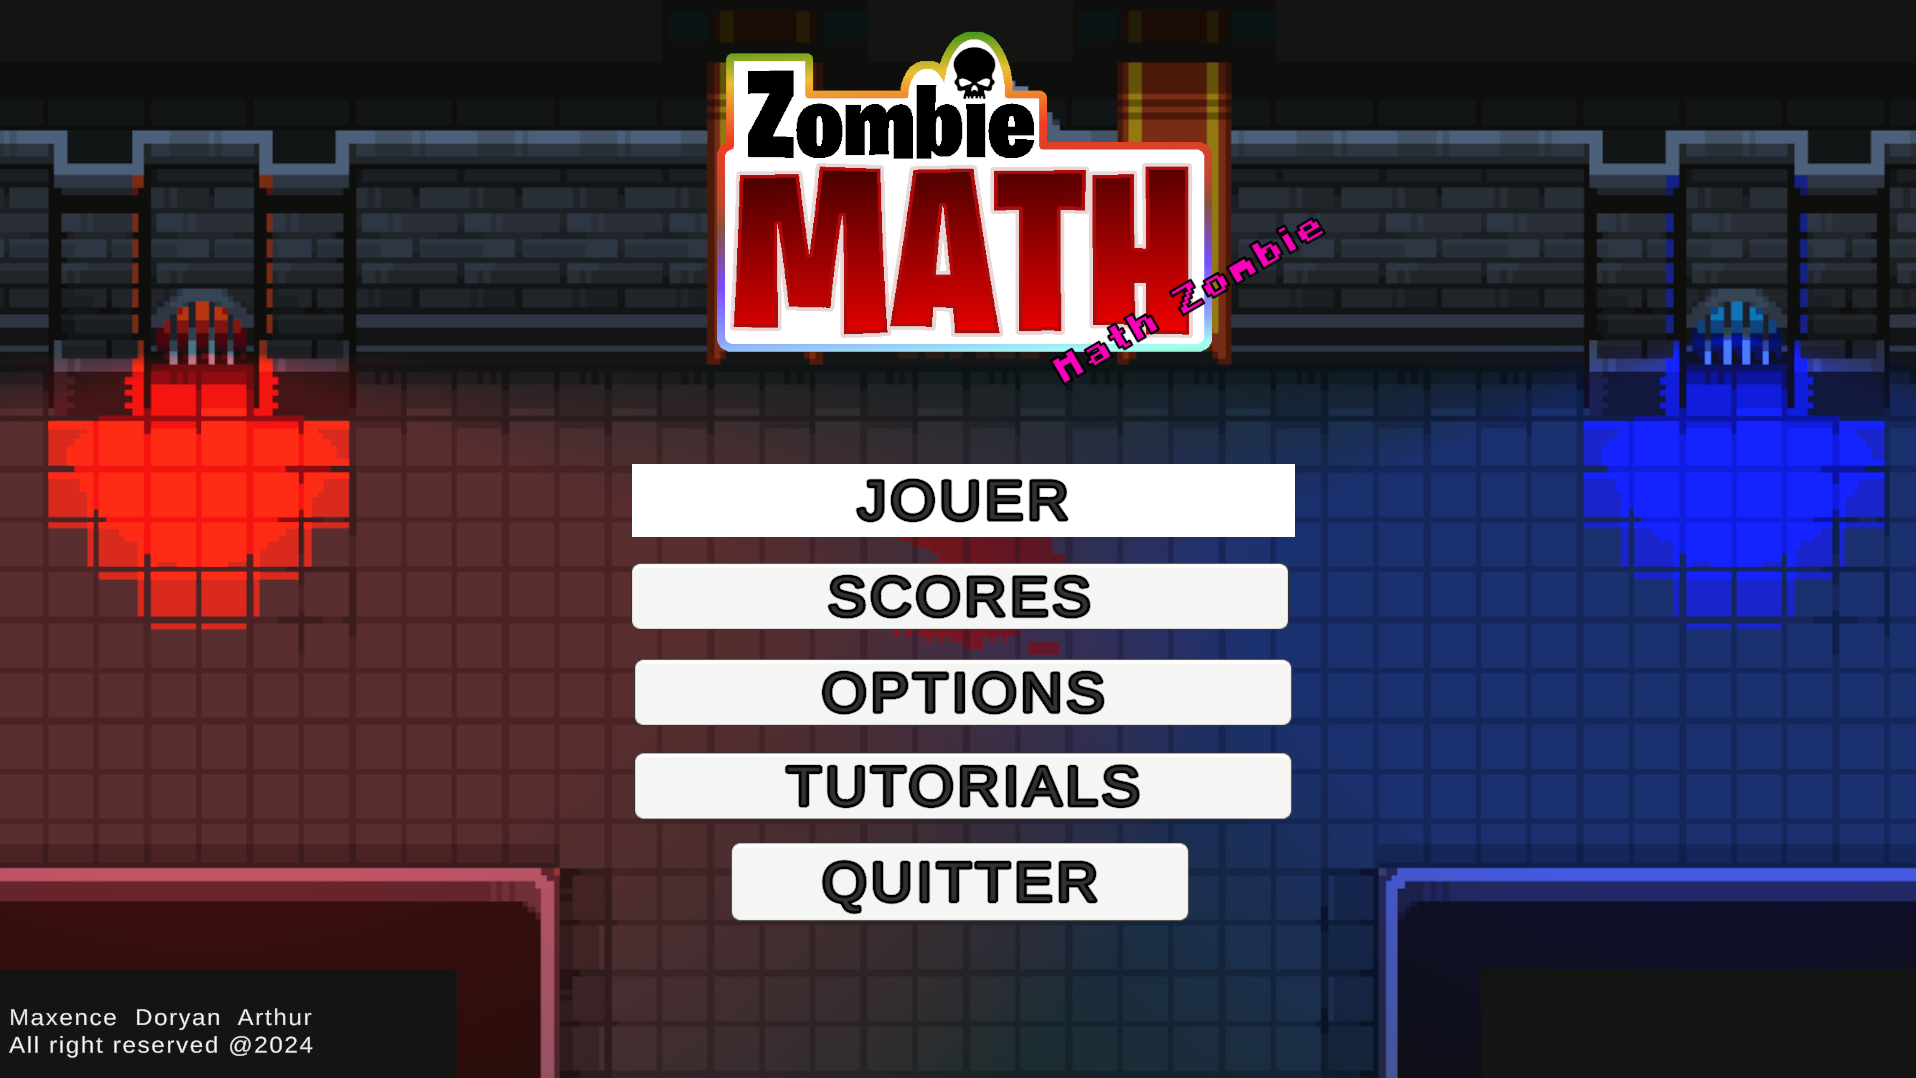 Zombie
MATH
Math Zombie
JOUER
SCORES
OPTIONS
TUTORIALS
QUITTER
Maxence Doryan Arthur
All right reserved @2024